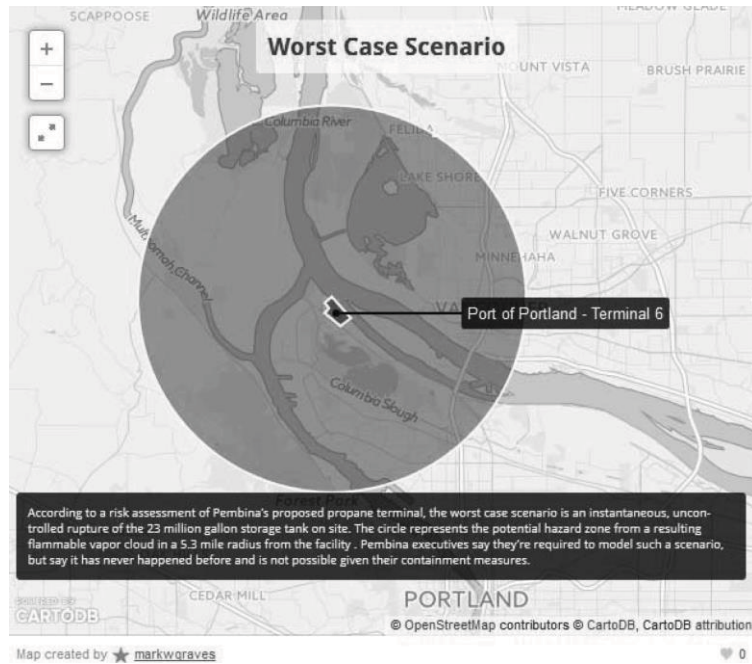 MEADOW GLADE
SCAPPOOSE
Wildlife Area
Worst Case Scenario
MOUNT VISTA
BRUSH PRAIRIE
Columbia River
FELIDA
LAKE SHORE
FIVE CORNERS
WALNUT GROVE
MINNEHAHA
Multnomah Channel
Port of Portland - Terminal 6
Columbia Slough
Forest Park
According to a risk assessment of Pembina's proposed propane terminal, the worst case scenario is an instantaneous, uncon-
trolled rupture of the 23 million gallon storage tank on site. The circle represents the potential hazard zone from a resulting
flammable vapor cloud in a 5.3 mile radius from the facility . Pembina executives say they're required to model such a scenario,
but say it has never happened before and is not possible given their containment measures.
CEDAR MILL
PORTLAND
POWERED BY
CARTODB
© OpenStreetMap contributors © CartoDB, CartoDB attribution
Map created by markwgraves
0